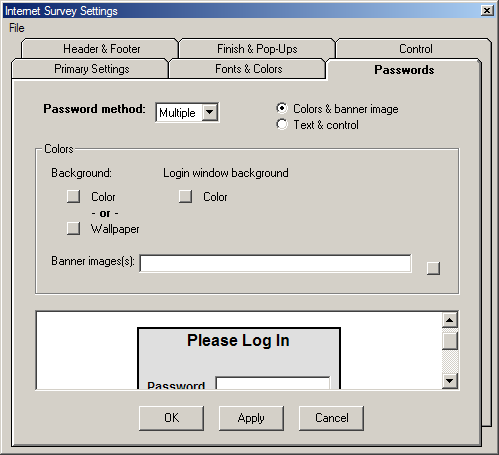 Internet Survey Settings
File
Header & Footer Finish & Pop-Ups Control
Primary Settings Fonts & Colors Passwords
Password method: Multiple Colors & banner image
Text & control
Colors
Background: Login window background
Color Color
- or -
Wallpaper
Banner images(s):
Please Log In
Password
OK Apply Cancel